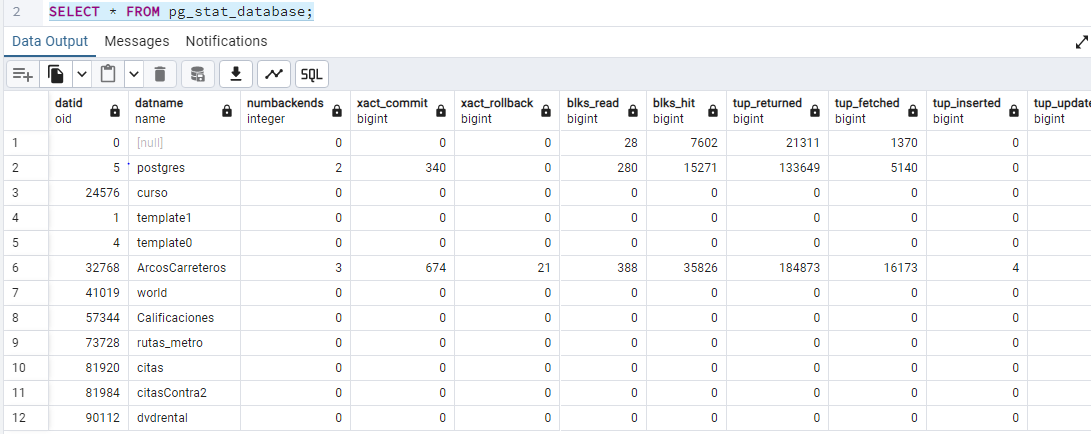 2 SELECT * FROM pg_stat_database;
Data Output Messages Notifications
SQL
datid datname numbackends xact_commit xact_rollback blks_read blks_hit tup_returned tup_fetched tup_inserted tup_update
oid name integer bigint bigint bigint bigint bigint bigint bigint bigint
1 0 [null] 0 0 0 28 7602 21311 1370 0
2 5 postgres 2 340 0 280 15271 133649 5140 0
3 24576 curso 0 0 0 0 0 0 0 0
4 1 template1 0 0 0 0 0 0 0 0
5 4 template0 0 0 0 0 0 0 0 0
6 32768 ArcosCarreteros 3 674 21 388 35826 184873 16173 4
7 41019 world 0 0 0 0 0 0 0 0
8 57344 Calificaciones 0 0 0 0 0 0 0 0
9 73728 rutas_metro 0 0 0 0 0 0 0 0
10 81920 citas 0 0 0 0 0 0 0 0
11 81984 citasContra2 0 0 0 0 0 0 0 0
12 90112 dvdrental 0 0 0 0 0 0 0 0